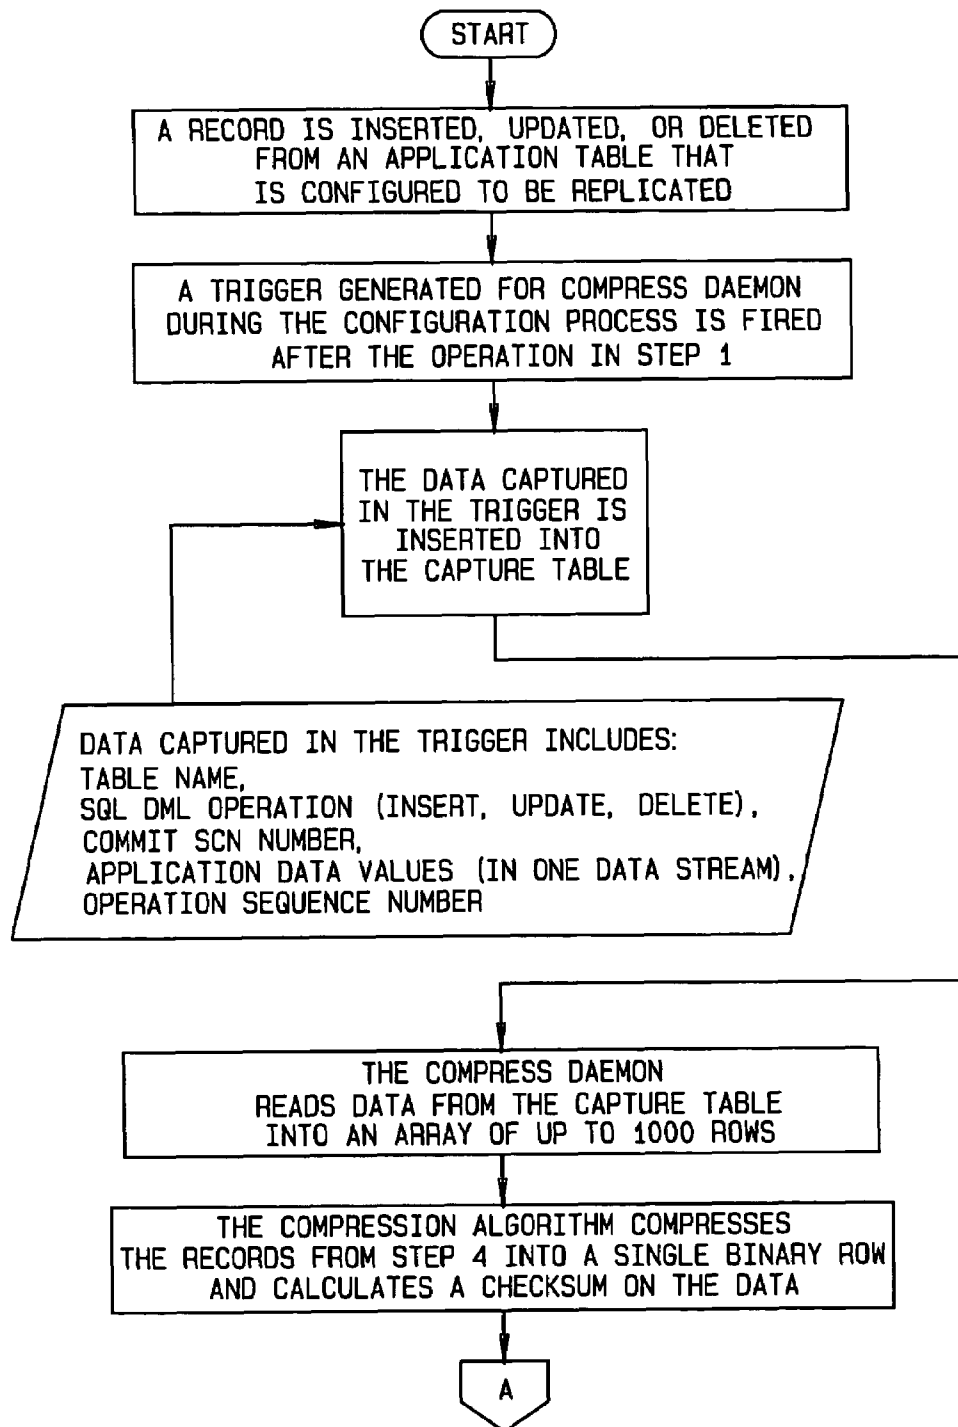 START
A RECORD IS INSERTED, UPDATED, OR DELETED
FROM AN APPLICATION TABLE THAT
IS CONFIGURED TO BE REPLICATED
A TRIGGER GENERATED FOR COMPRESS DAEMON
DURING THE CONFIGURATION PROCESS IS FIRED
AFTER THE OPERATION IN STEP 1
THE DATA CAPTURED
IN THE TRIGGER IS
INSERTED INTO
THE CAPTURE TABLE
DATA CAPTURED IN THE TRIGGER INCLUDES:
TABLE NAME,
SQL DML OPERATION (INSERT, UPDATE, DELETE),
COMMIT SCN NUMBER,
APPLICATION DATA VALUES (IN ONE DATA STREAM),
OPERATION SEQUENCE NUMBER
THE COMPRESS DAEMON
READS DATA FROM THE CAPTURE TABLE
INTO AN ARRAY OF UP TO 1000 ROWS
THE COMPRESSION ALGORITHM COMPRESSES
THE RECORDS FROM STEP 4 INTO A SINGLE BINARY ROW
AND CALCULATES A CHECKSUM ON THE DATA
A